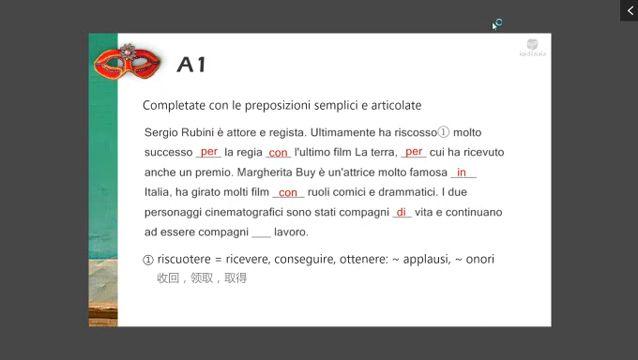 A1
Completate con le preposizioni semplici e articolate
Sergio Rubini è attore e regista. Ultimamente ha riscosso① molto
successo per la regia con l'ultimo film La terra, per cui ha ricevuto
anche un premio. Margherita Buy è un'attrice molto famosa in
Italia, ha girato molti film con ruoli comici e drammatici. I due
personaggi cinematografici sono stati compagni di vita e continuano
ad essere compagni ___ lavoro.
① riscuotere = ricevere, conseguire, ottenere: ~ applausi, ~ onori
收回，领取，取得